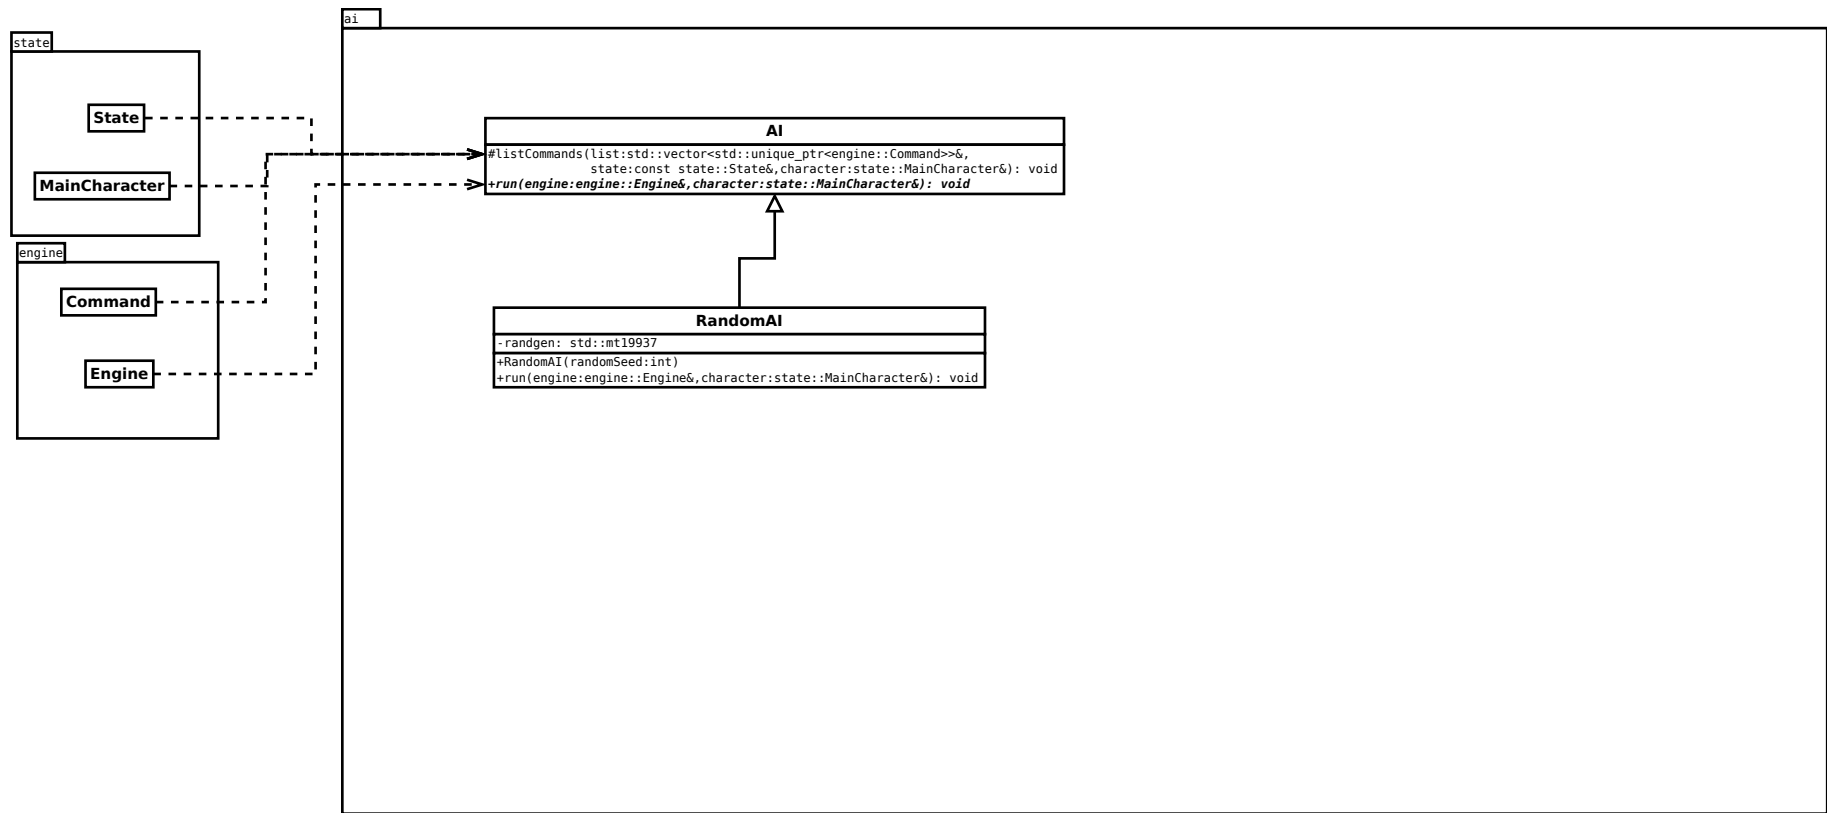 ai
state
State
MainCharacter
engine
Command
Engine
AI
#listCommands(list:std::vector<std::unique_ptr<engine::Command>>&,
state:const state::State&,character:state::MainCharacter&): void
+run(engine:engine::Engine&,character:state::MainCharacter&): void
RandomAI
-randgen: std::mt19937
+RandomAI(randomSeed:int)
+run(engine:engine::Engine&,character:state::MainCharacter&): void